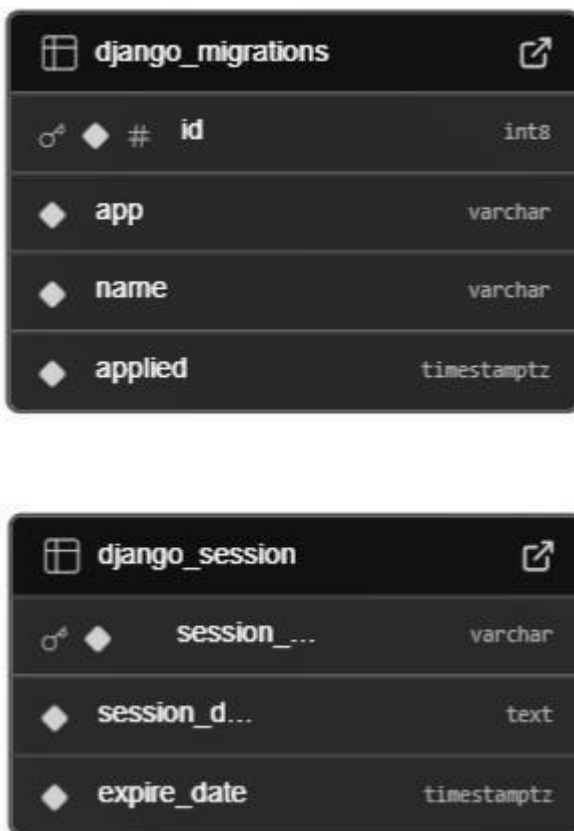 django_migrations
# id int8
app varchar
name varchar
applied timestamptz
django_session
session_... varchar
session_d... text
expire_date timestamptz